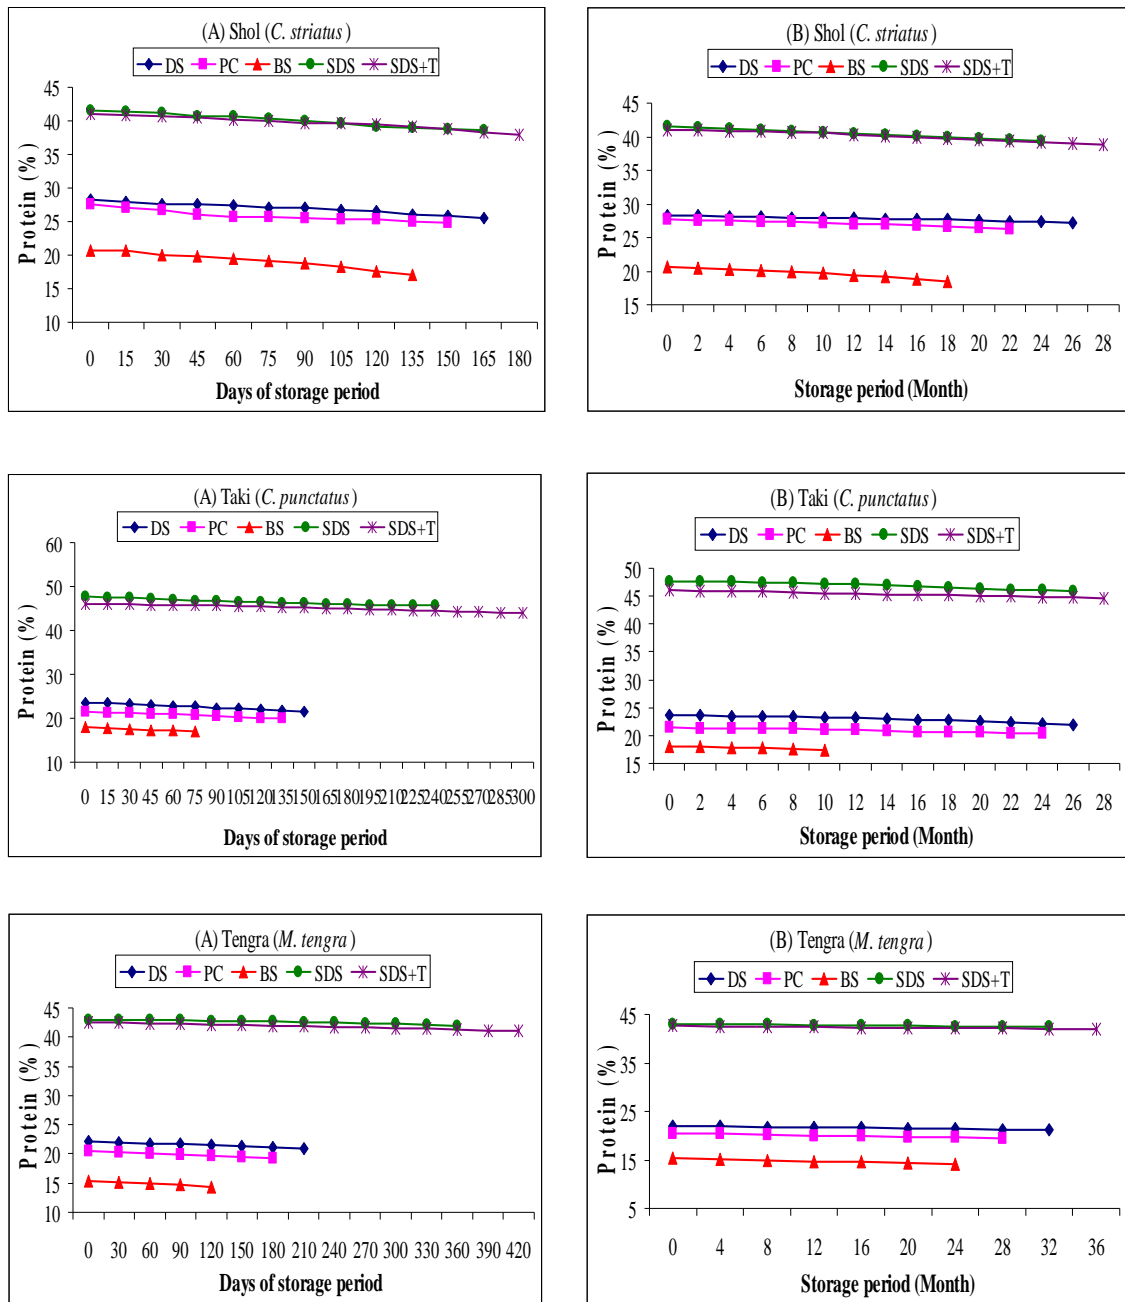 (A) Shol (C. striatus)
DS PC BS SDS SDS+T
45
40
35
30
25
20
15
10
Protein (%)
0 15 30 45 60 75 90 105 120 135 150 165 180
Days of storage period
(B) Shol (C. striatus)
DS PC BS SDS SDS+T
45
40
35
30
25
20
15
Protein (%)
0 2 4 6 8 10 12 14 16 18 20 22 24 26 28
Storage period (Month)
(A) Taki (C. punctatus)
DS PC BS SDS SDS+T
60
50
40
30
20
10
Protein (%)
0 15 30 45 60 75 90 105 120 135 150 165 180 195 210 225 240 255 270 285 300
Days of storage period
(B) Taki (C. punctatus)
DS PC BS SDS SDS+T
50
45
40
35
30
25
20
15
Protein (%)
0 2 4 6 8 10 12 14 16 18 20 22 24 26 28
Storage period (Month)
(A) Tengra (M. tengra)
DS PC BS SDS SDS+T
45
40
35
30
25
20
15
10
Protein (%)
0 30 60 90 120 150 180 210 240 270 300 330 360 390 420
Days of storage period
(B) Tengra (M. tengra)
DS PC BS SDS SDS+T
45
35
25
15
5
Protein (%)
0 4 8 12 16 20 24 28 32 36
Storage period (Month)